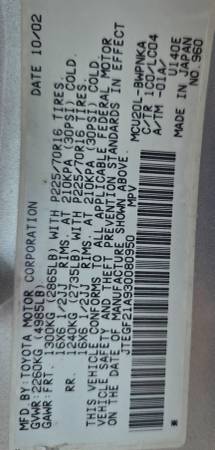 MFD.BY:TOYOTA MOTOR CORPORATION DATE 10/02
GVWR:2260KG (4985LB)
GAWR:FRT. 1300KG (2865LB) WITH P225/70R16 TIRES.
16X6 1/2JJ RIMS. AT 210KPA (30PSI) COLD.
RR. 1240KG (2735LB) WITH P225/70R16 TIRES.
16X6 1/2JJ RIMS. AT 210KPA (30PSI) COLD.
THIS VEHICLE CONFORMS TO ALL APPLICABLE FEDERAL MOTOR
VEHICLE SAFETY AND THEFT PREVENTION STANDARDS IN EFFECT
ON THE DATE OF MANUFACTURE SHOWN ABOVE.
JTEGF21A930080950 MPV
MCU20L-BWPNKA
C/TR 1C0/LC04
A/TM -01A/
U140E
MADE IN JAPAN
NO.960